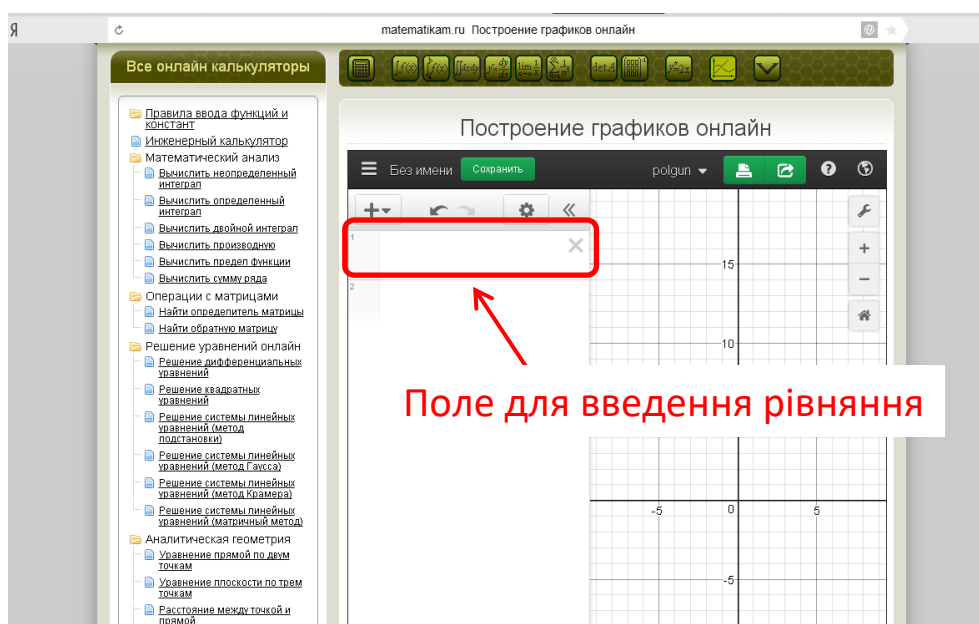 Я
matematikam.ru Построение графиков онлайн
Все онлайн калькуляторы
Правила ввода функций и
констант
Инженерный калькулятор
Математический анализ
Вычислить неопределенный
интеграл
Вычислить определенный
интеграл
Вычислить двойной интеграл
Вычислить производную
Вычислить предел функции
Вычислить сумму ряда
Операции с матрицами
Найти определитель матрицы
Найти обратную матрицу
Решение уравнений онлайн
Решение дифференциальных
уравнений
Решение квадратных
уравнений
Решение системы линейных
уравнений (метод
подстановки)
Решение системы линейных
уравнений (метод Гаусса)
Решение системы линейных
уравнений (метод Крамера)
Решение системы линейных
уравнений (матричный метод)
Аналитическая геометрия
Уравнение прямой по двум
точкам
Уравнение плоскости по трем
точкам
Расстояние между точкой и
прямой
Построение графиков онлайн
Без имени
Сохранить
polgun
1
2
15
10
Поле для введення рівняння
-5
0
5
-5